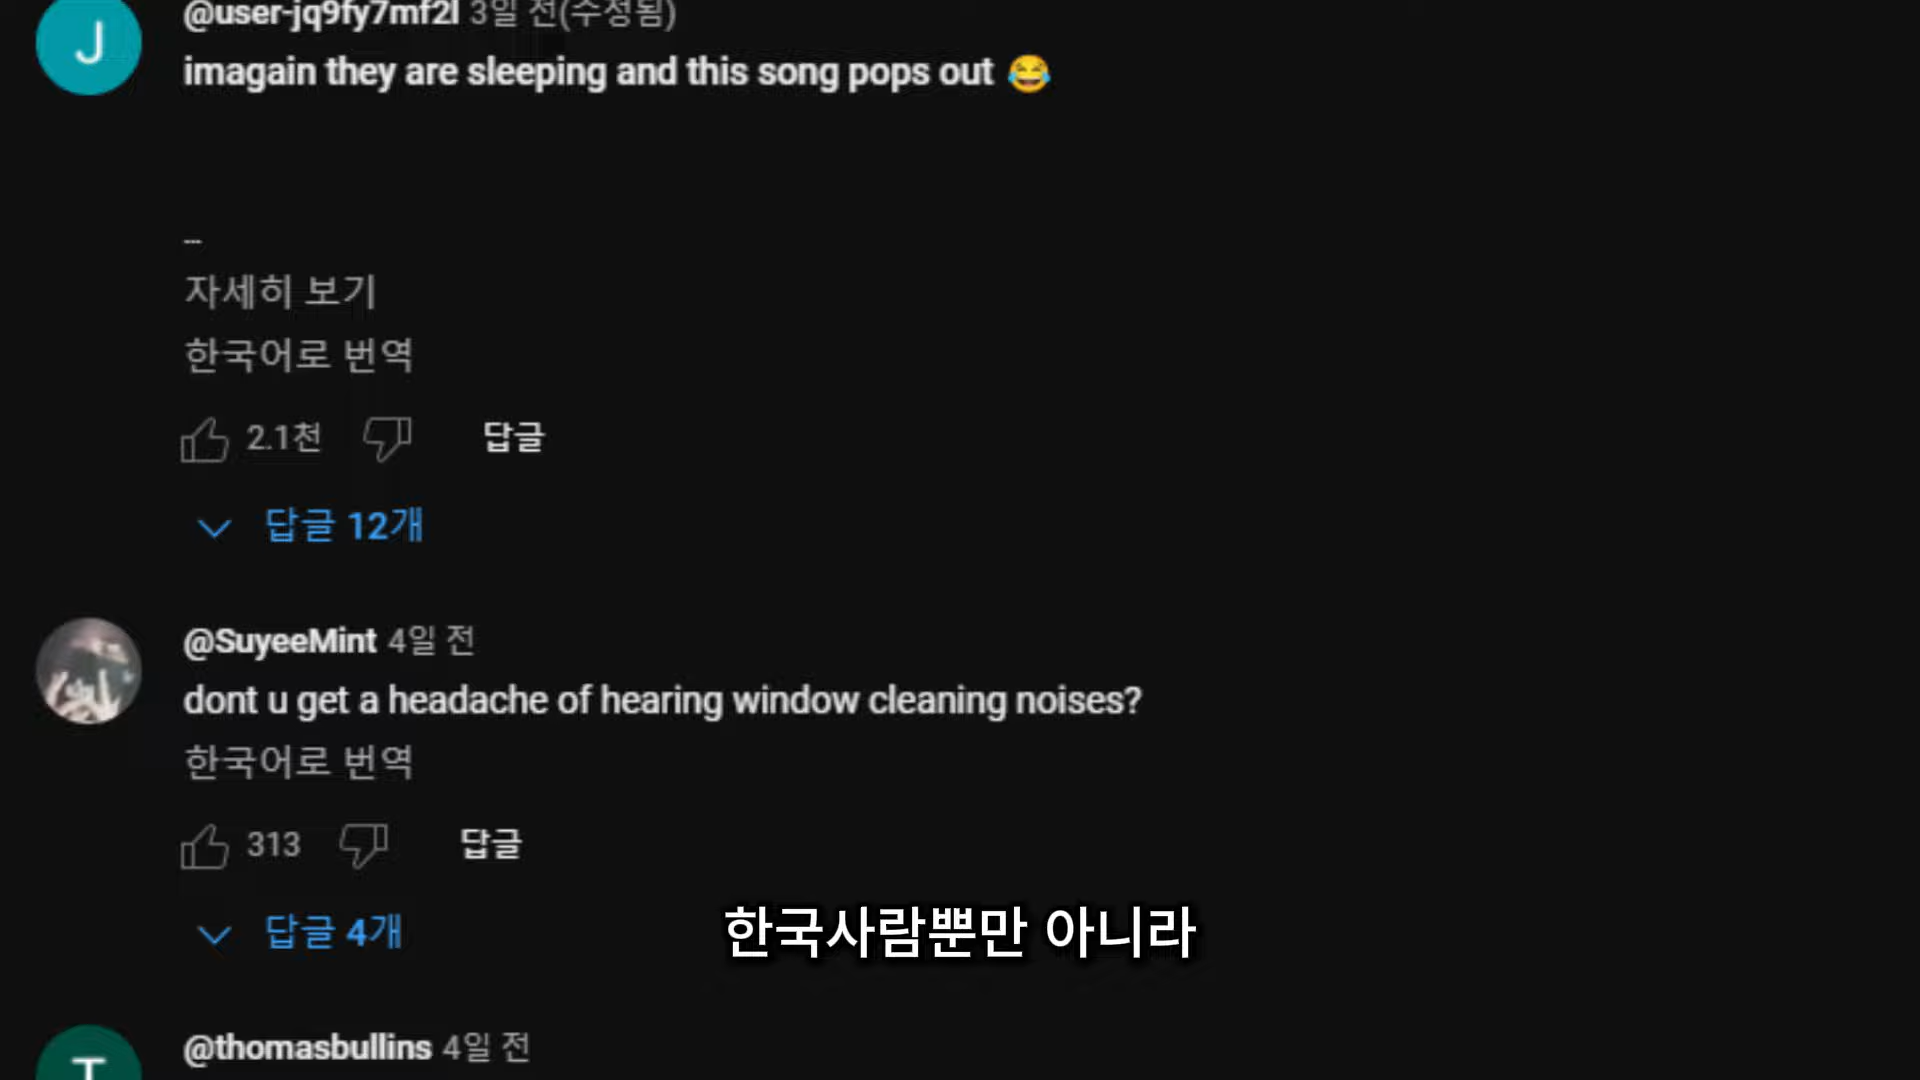 J
@user-jq9fy7mf2l 3일 전(수정됨)
imagain they are sleeping and this song pops out 😂
...
자세히 보기
한국어로 번역
2.1천 답글
답글 12개
@SuyeeMint 4일 전
dont u get a headache of hearing window cleaning noises?
한국어로 번역
313 답글
답글 4개
한국사람뿐만 아니라
@thomasbullins 4일 전
T